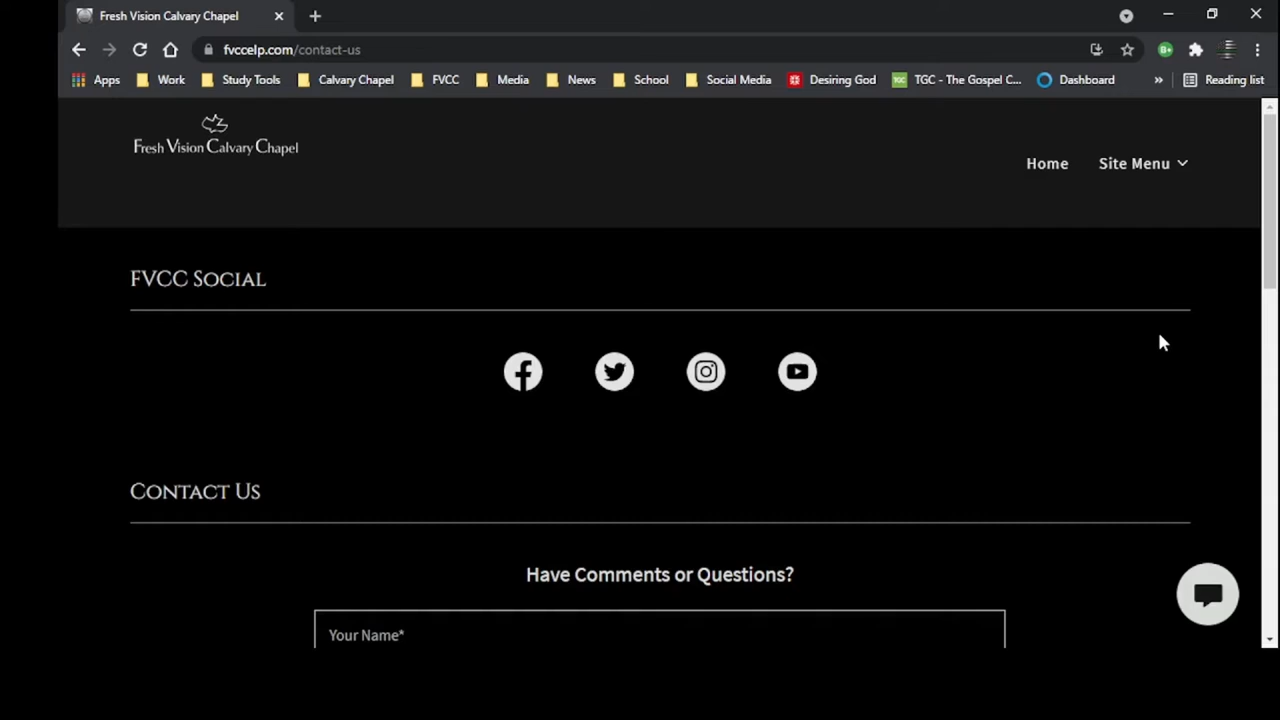 Fresh Vision Calvary Chapel
fvccelp.com/contact-us
Apps Work Study Tools Calvary Chapel FVCC Media News School Social Media Desiring God TGC TGC - The Gospel C... Dashboard » Reading list
Fresh Vision Calvary Chapel
Home Site Menu
FVCC Social
Contact Us
Have Comments or Questions?
Your Name*